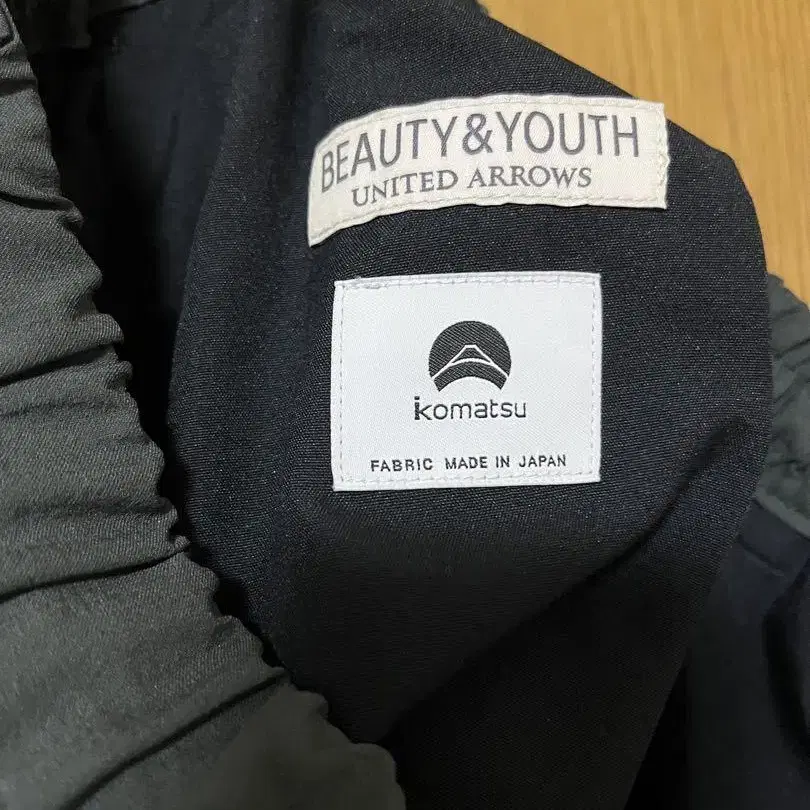 BEAUTY&YOUTH
UNITED ARROWS
komatsu
FABRIC MADE IN JAPAN